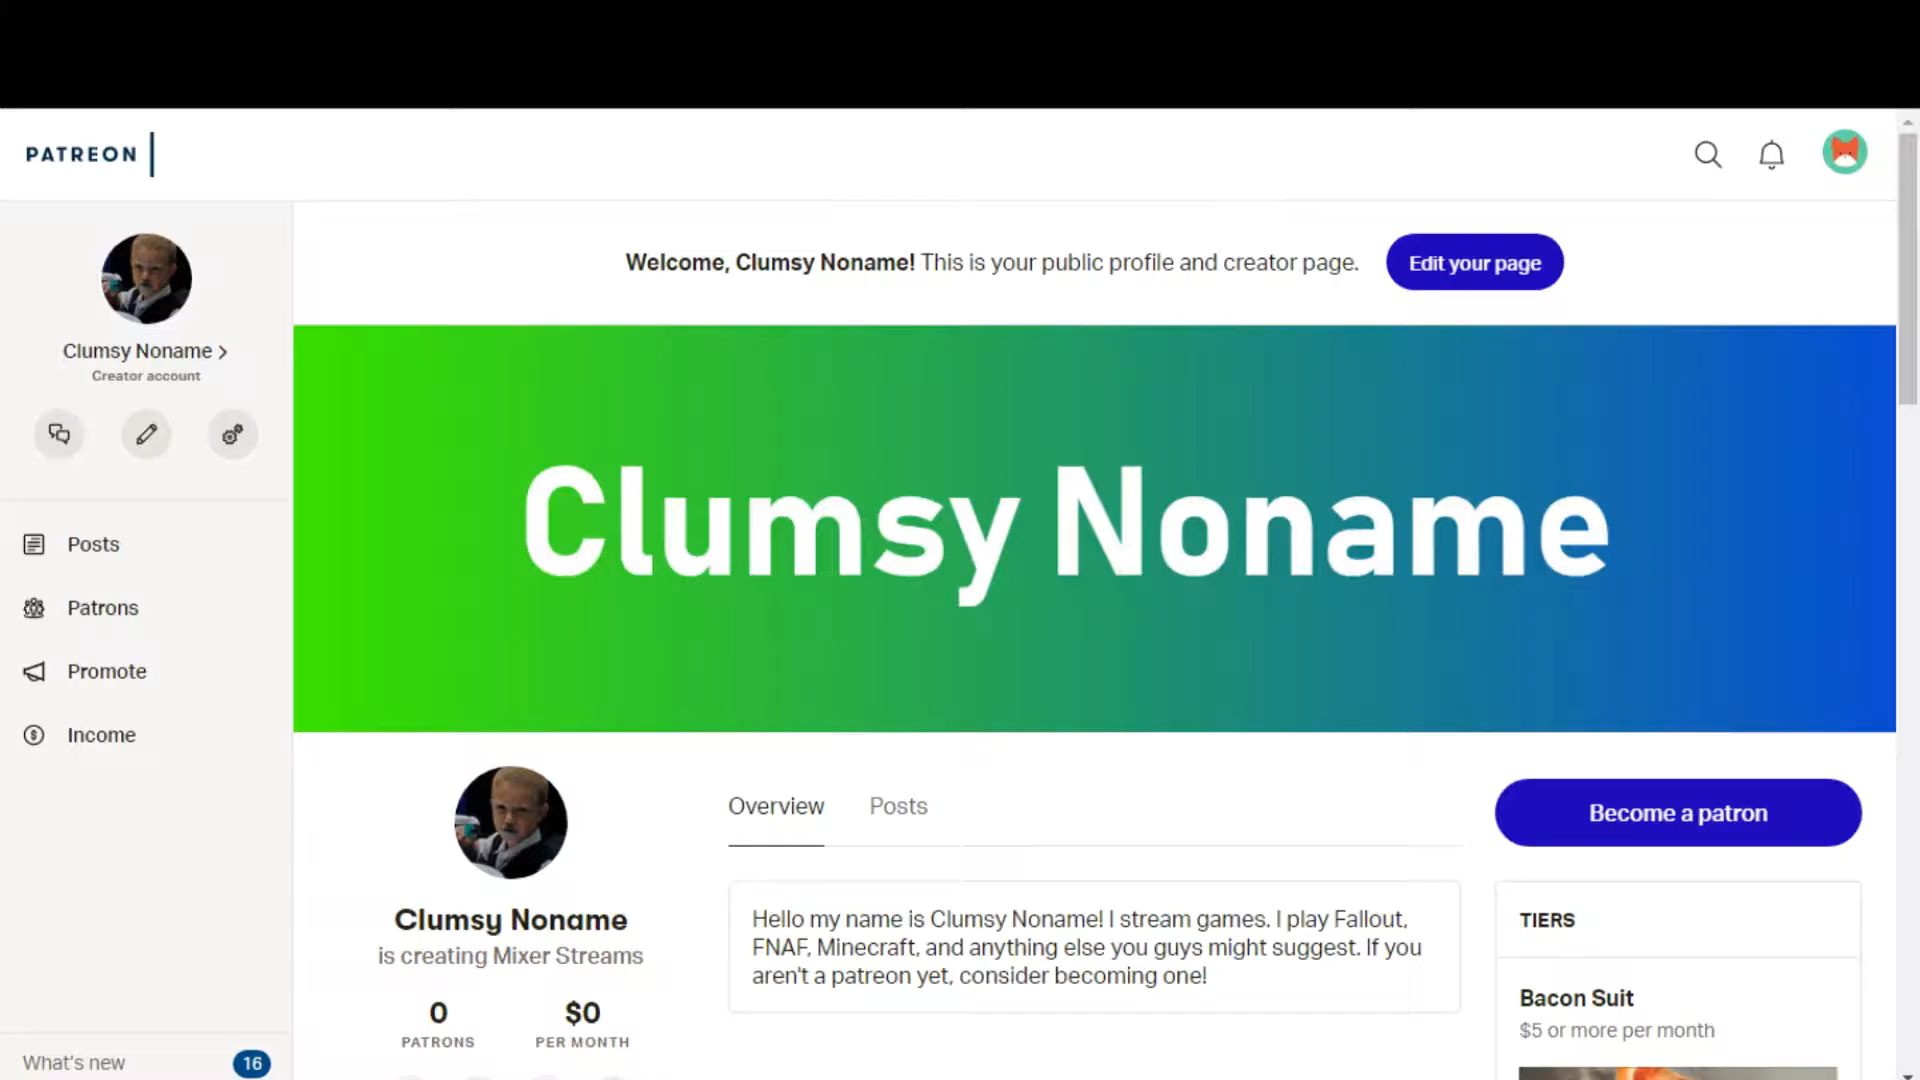 PATREON
Welcome, Clumsy Noname! This is your public profile and creator page.
Edit your page
Clumsy Noname
Creator account
Posts
Patrons
Promote
Income
What's new
16
Clumsy Noname
Clumsy Noname
is creating Mixer Streams
0
PATRONS
$0
PER MONTH
Overview
Posts
Hello my name is Clumsy Noname! I stream games. I play Fallout,
FNAF, Minecraft, and anything else you guys might suggest. If you
aren't a patreon yet, consider becoming one!
Become a patron
TIERS
Bacon Suit
$5 or more per month